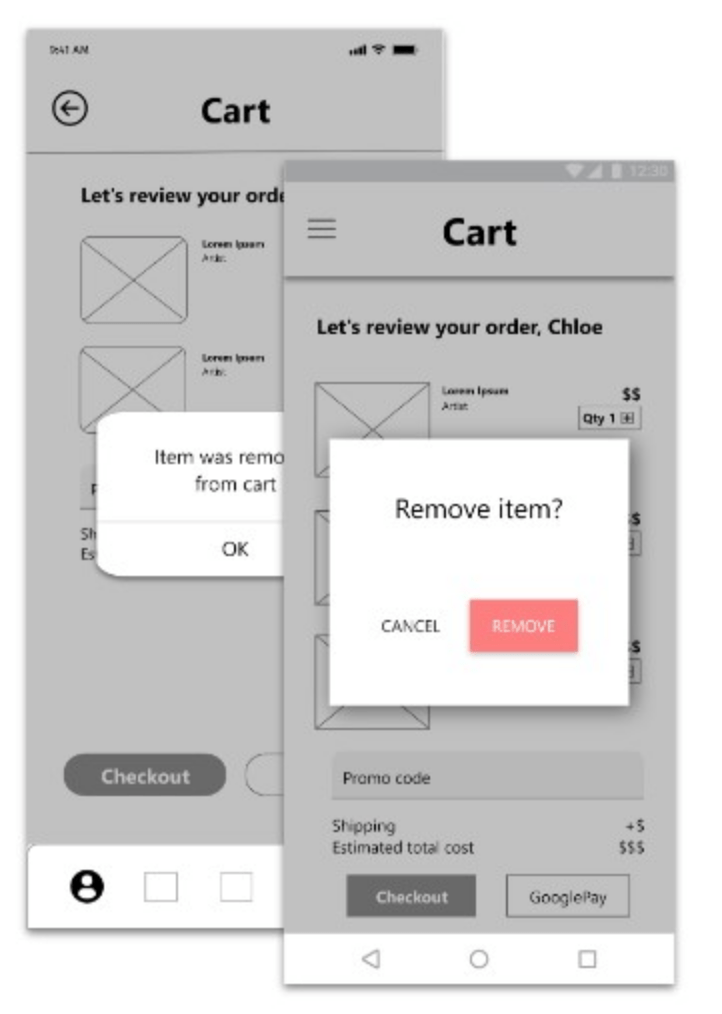 9:41 AM
Cart
Let's review your orde
Lorem Ipsum
Artist
Lorem Ipsum
Artist
Item was remo
from cart
OK
P
Sh
Es
Checkout
12:30
Cart
Let's review your order, Chloe
Lorem Ipsum
Artist
$$
Qty 1
$
Remove item?
CANCEL
REMOVE
$
Promo code
Shipping +$
Estimated total cost $$$
Checkout
GooglePay